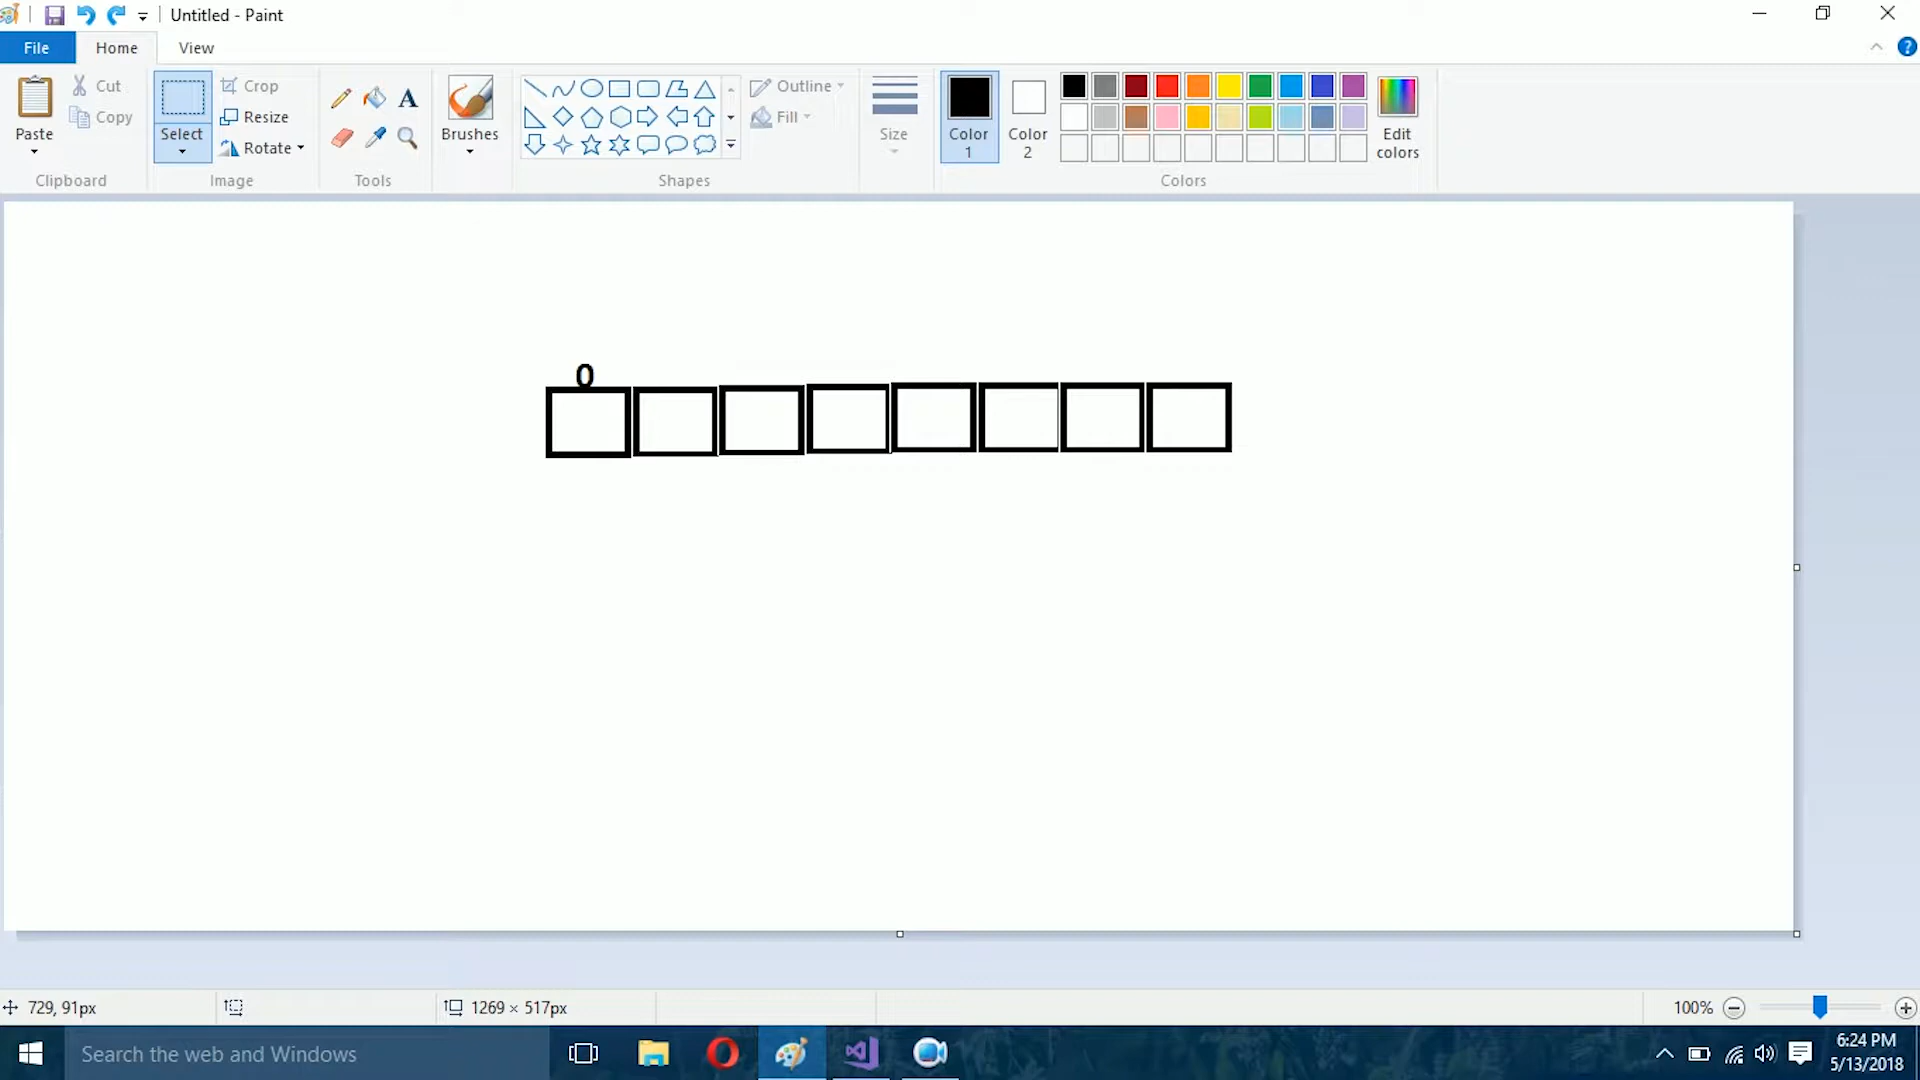 Untitled - Paint
File Home View
Paste
Cut
Copy
Clipboard
Select
Crop
Resize
Rotate
Image
A
Tools
Brushes
Outline
Fill
Shapes
Size
Color 1
Color 2
Edit colors
Colors
0
729, 91px
1269 × 517px
100%
Search the web and Windows
6:24 PM
5/13/2018